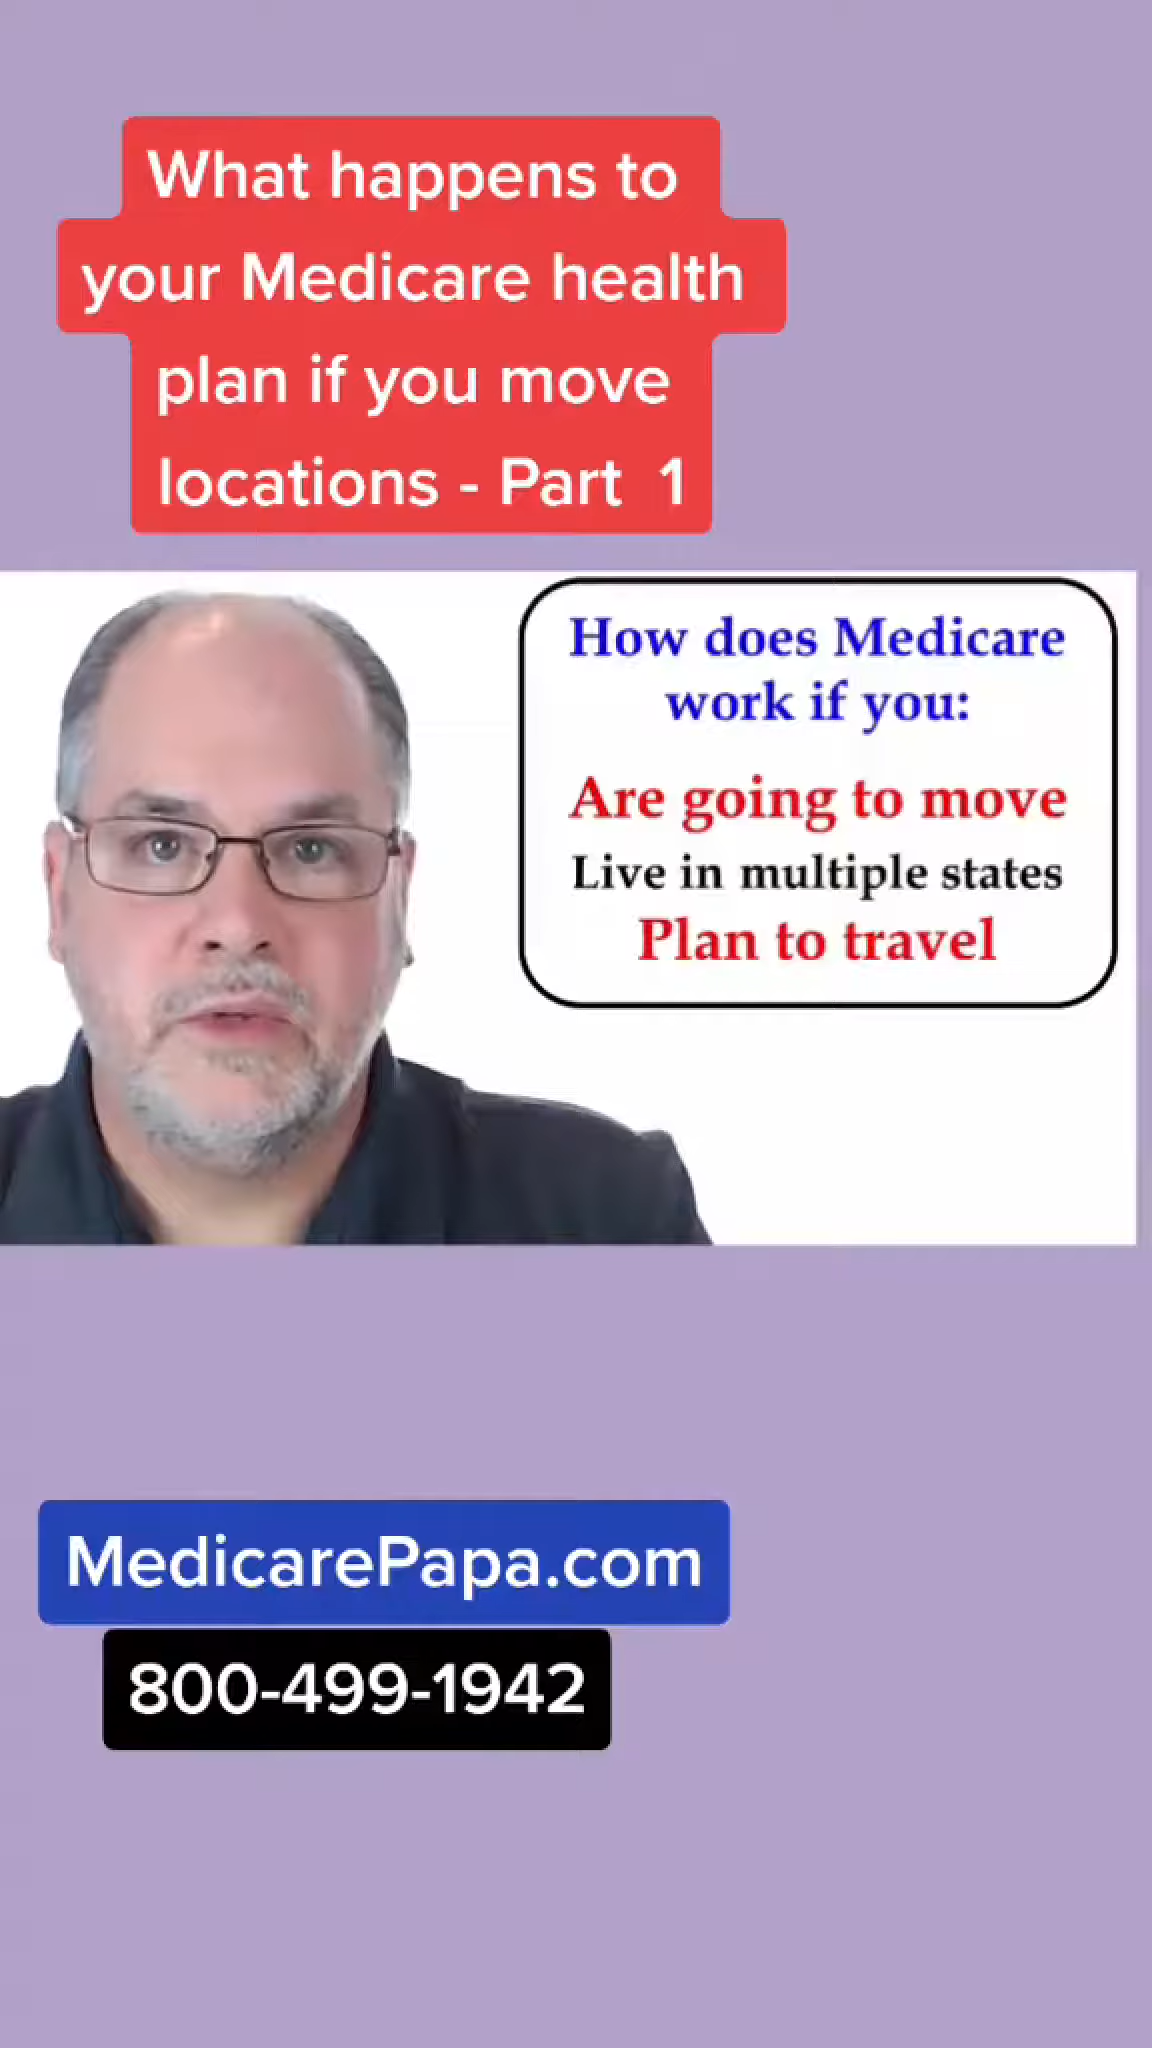 What happens to
your Medicare health
plan if you move
locations - Part 1
How does Medicare
work if you:
Are going to move
Live in multiple states
Plan to travel
MedicarePapa.com
800-499-1942